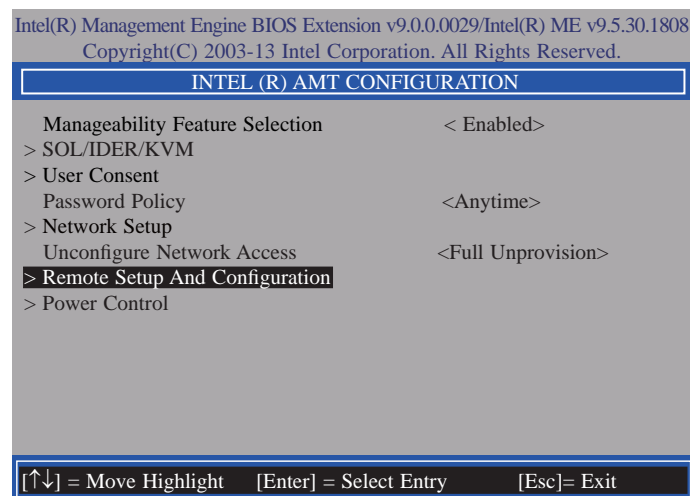 Intel(R) Management Engine BIOS Extension v9.0.0.0029/Intel(R) ME v9.5.30.1808
Copyright(C) 2003-13 Intel Corporation. All Rights Reserved.
INTEL (R) AMT CONFIGURATION
Manageability Feature Selection < Enabled>
> SOL/IDER/KVM
> User Consent
Password Policy <Anytime>
> Network Setup
Unconfigure Network Access <Full Unprovision>
> Remote Setup And Configuration
> Power Control
[↑↓] = Move Highlight [Enter] = Select Entry [Esc]= Exit